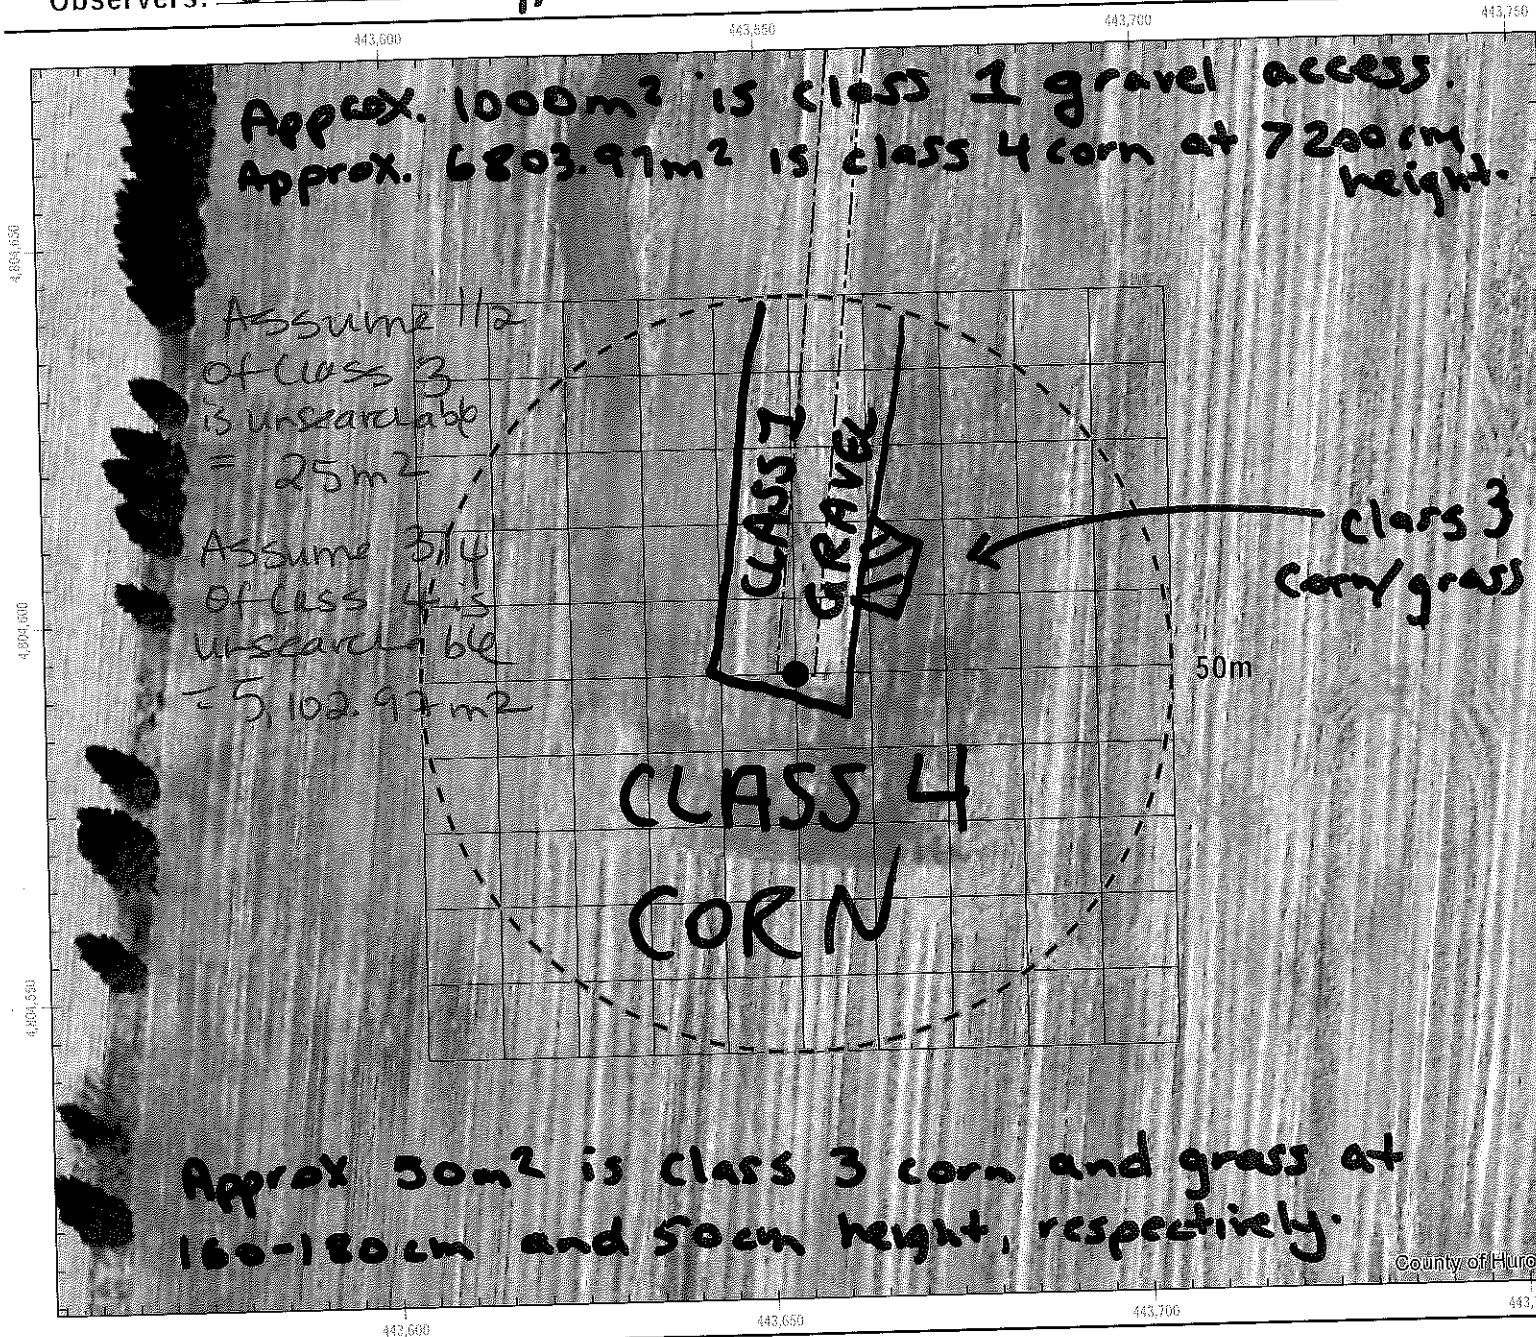 Observers:
443,600
443,650
443,700
443,750
Approx. 1000m² is class 1 gravel access.
Approx. 6803.97m² is class 4 corn at 7200cm
height.
4,804,650
Assume 1/2
of Class 3
is unsearchable
= 25m²
Assume 3/4
of Class 4 is
unsearchable
= 5,102.97m²
CLASS 1
GRAVEL
class 3
corn/grass
4,804,600
50m
CLASS 4
CORN
4,804,550
Approx 50m² is class 3 corn and grass at
160-180cm and 50cm height, respectively.
County of Huro
443,600
443,650
443,700